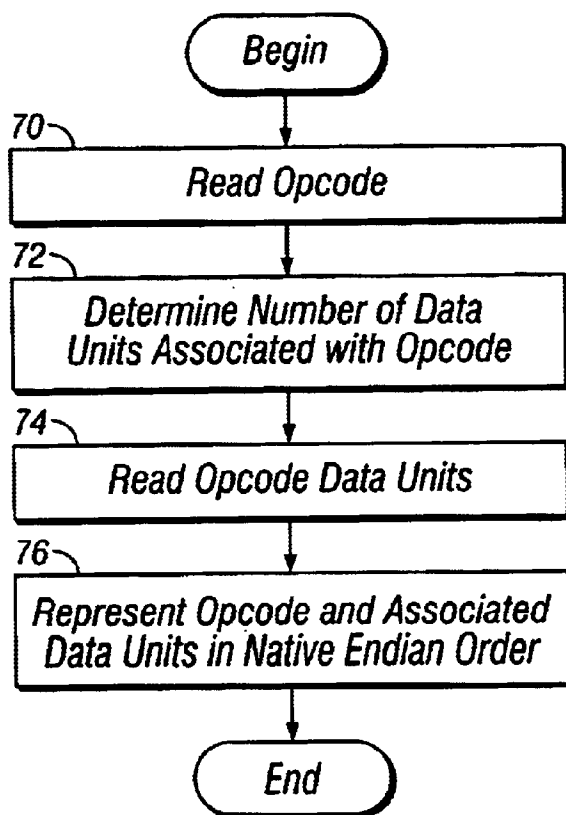 Begin
70
Read Opcode
72
Determine Number of Data
Units Associated with Opcode
74
Read Opcode Data Units
76
Represent Opcode and Associated
Data Units in Native Endian Order
End